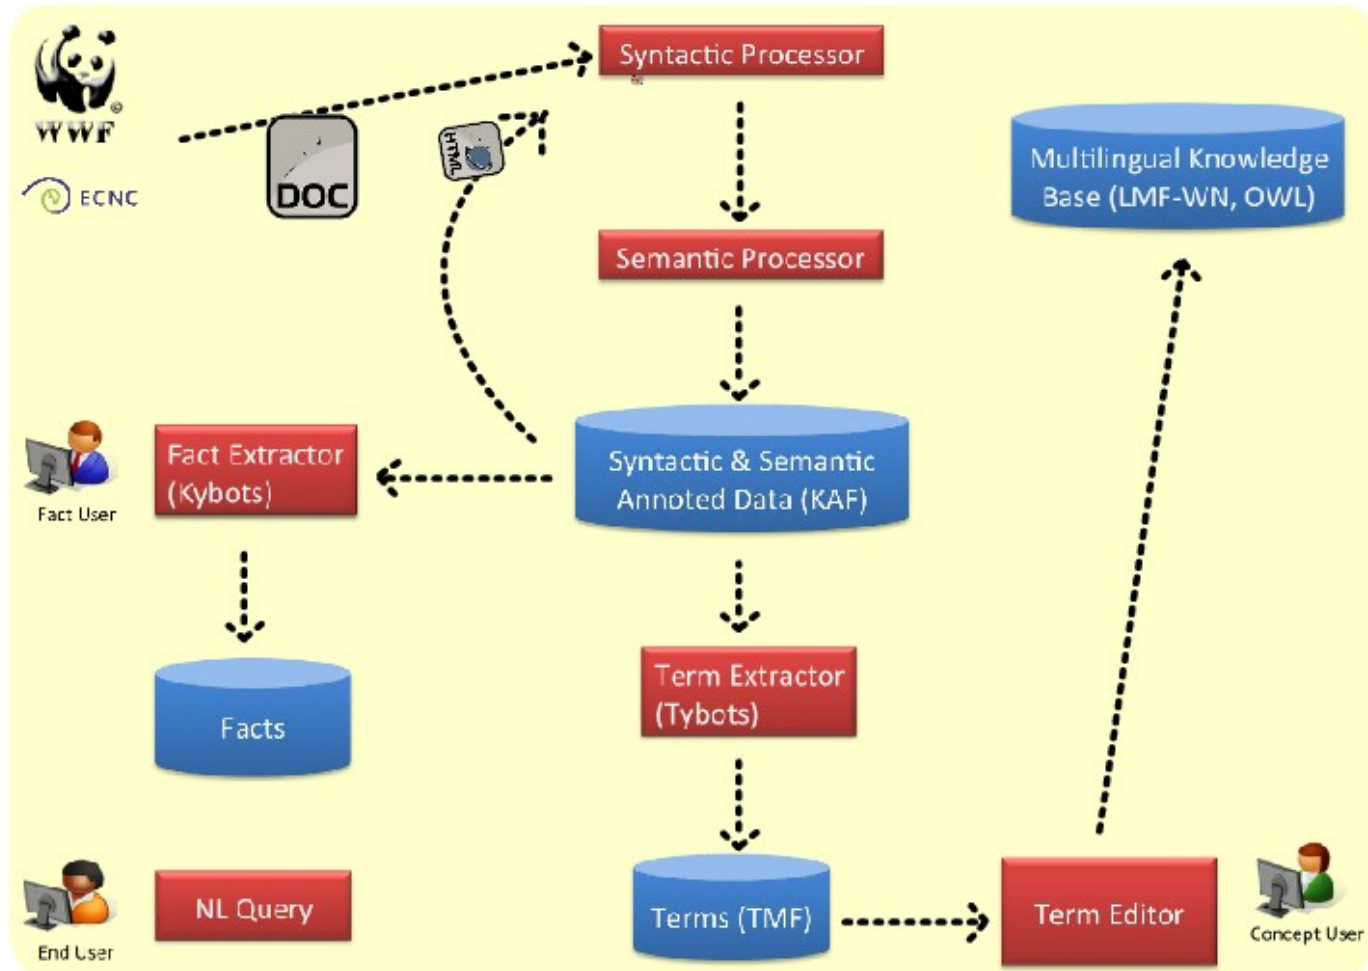 Syntactic Processor
WWF
©
DOC
HTML
ECNC
Multilingual Knowledge
Base (LMF-WN, OWL)
Semantic Processor
Fact Extractor
(Kybots)
Fact User
Syntactic & Semantic
Annoted Data (KAF)
Term Extractor
(Tybots)
Facts
NL Query
End User
Terms (TMF)
Term Editor
Concept User